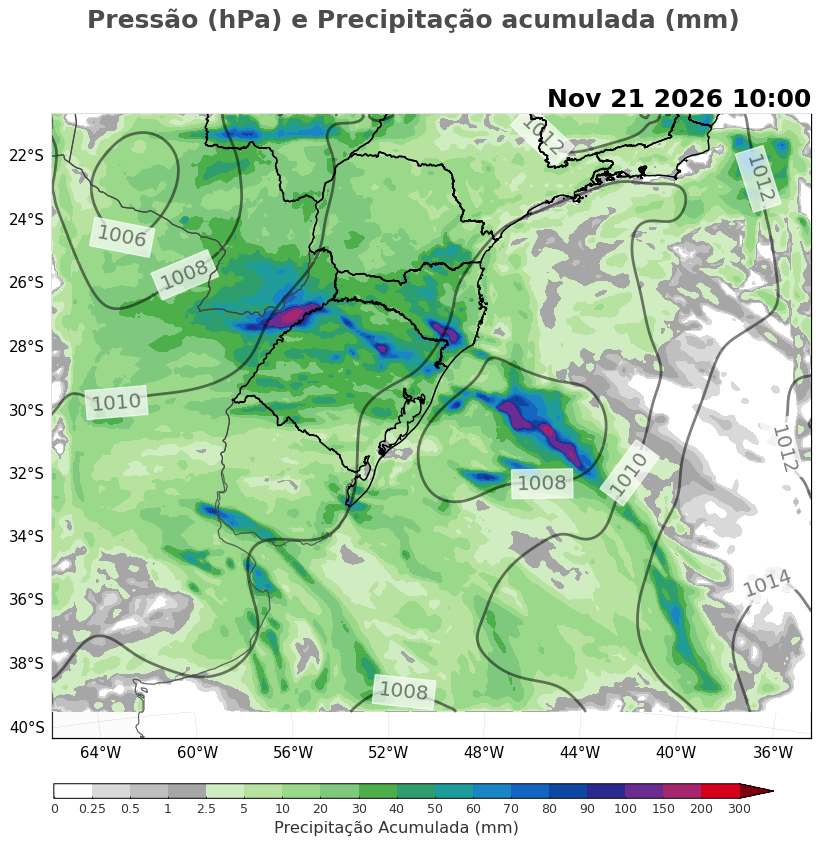 Pressão (hPa) e Precipitação acumulada (mm)
Nov 21 2026 10:00
1012
1012
22°S
24°S
1006
1008
26°S
28°S
1010
30°S
1012
1010
32°S
1008
34°S
1014
36°S
38°S
1008
40°S
64°W 60°W 56°W 52°W 48°W 44°W 40°W 36°W
0 0.25 0.5 1 2.5 5 10 20 30 40 50 60 70 80 90 100 150 200 300
Precipitação Acumulada (mm)